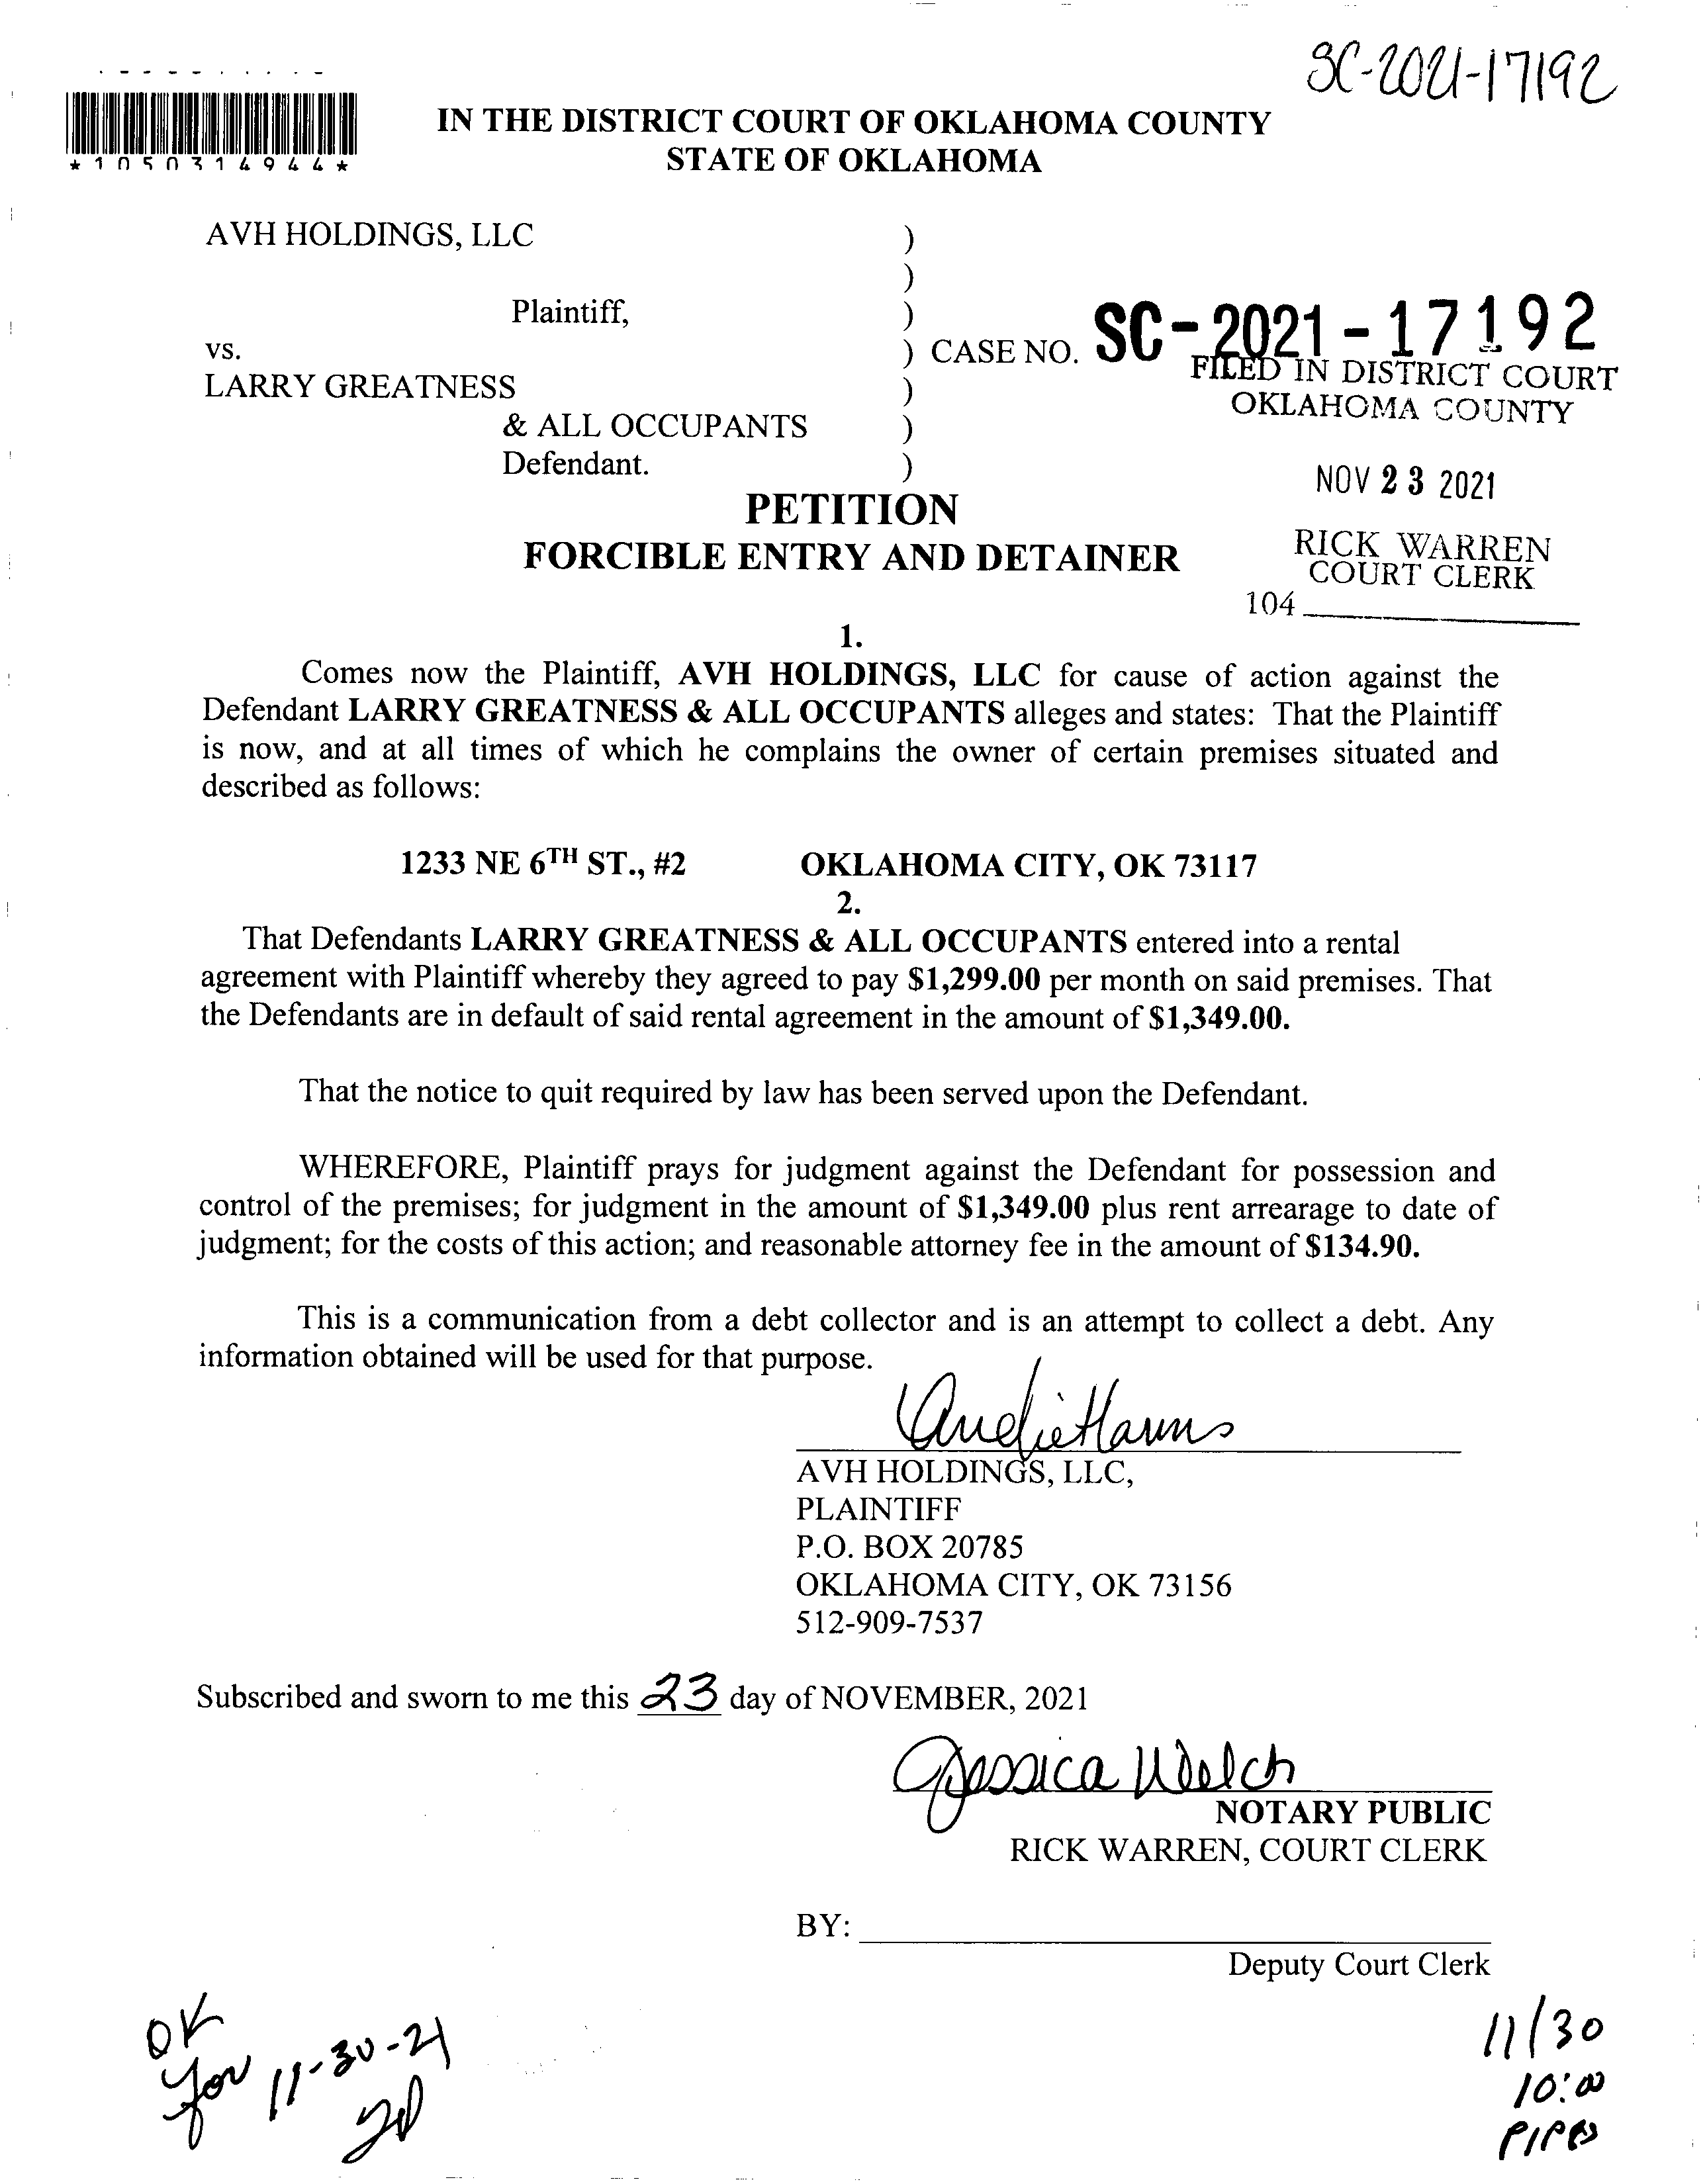 SC-2021-17192
*1050314944*
IN THE DISTRICT COURT OF OKLAHOMA COUNTY
STATE OF OKLAHOMA
AVH HOLDINGS, LLC )
)
Plaintiff, )
vs. ) CASE NO. SC-2021-17192
LARRY GREATNESS )
& ALL OCCUPANTS )
Defendant. )
FILED IN DISTRICT COURT
OKLAHOMA COUNTY
NOV 23 2021
RICK WARREN
COURT CLERK
104
PETITION
FORCIBLE ENTRY AND DETAINER
1.
Comes now the Plaintiff, AVH HOLDINGS, LLC for cause of action against the
Defendant LARRY GREATNESS & ALL OCCUPANTS alleges and states: That the Plaintiff
is now, and at all times of which he complains the owner of certain premises situated and
described as follows:
1233 NE 6TH ST., #2 OKLAHOMA CITY, OK 73117
2.
That Defendants LARRY GREATNESS & ALL OCCUPANTS entered into a rental
agreement with Plaintiff whereby they agreed to pay $1,299.00 per month on said premises. That
the Defendants are in default of said rental agreement in the amount of $1,349.00.
That the notice to quit required by law has been served upon the Defendant.
WHEREFORE, Plaintiff prays for judgment against the Defendant for possession and
control of the premises; for judgment in the amount of $1,349.00 plus rent arrearage to date of
judgment; for the costs of this action; and reasonable attorney fee in the amount of $134.90.
This is a communication from a debt collector and is an attempt to collect a debt. Any
information obtained will be used for that purpose.
AVH HOLDINGS, LLC,
PLAINTIFF
P.O. BOX 20785
OKLAHOMA CITY, OK 73156
512-909-7537
Subscribed and sworn to me this 23 day of NOVEMBER, 2021
Jessica Welch
NOTARY PUBLIC
RICK WARREN, COURT CLERK
BY:
Deputy Court Clerk
OK
for 11-30-21
11/30
10:00